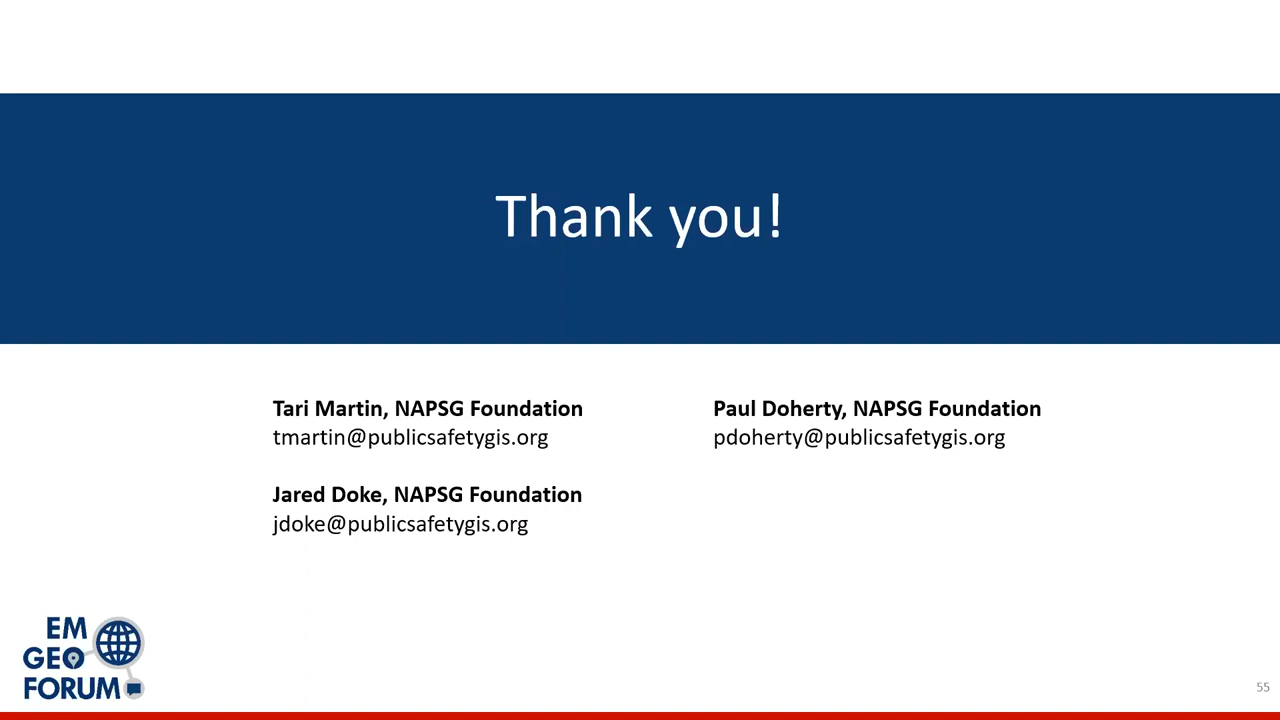 Thank you!
Tari Martin, NAPSG Foundation
tmartin@publicsafetygis.org
Jared Doke, NAPSG Foundation
jdoke@publicsafetygis.org
Paul Doherty, NAPSG Foundation
pdoherty@publicsafetygis.org
EM
GEO
FORUM
55